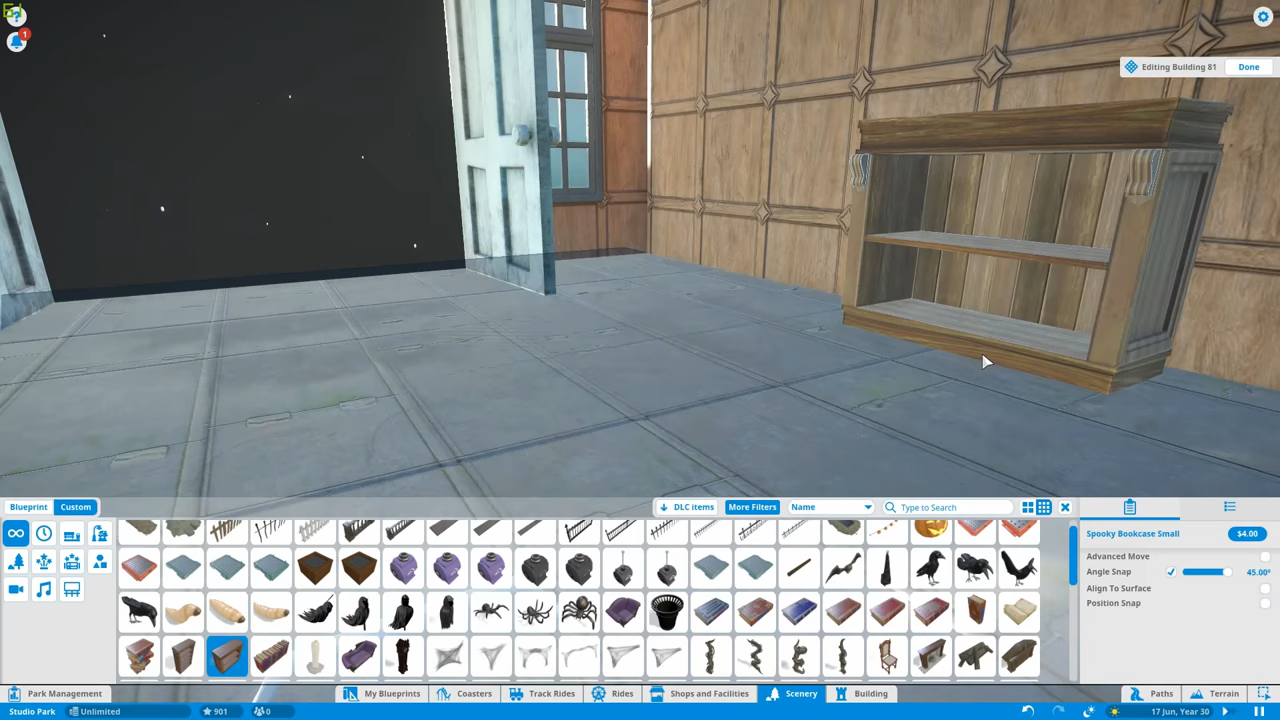 1
Editing Building 81
Done
Blueprint
Custom
DLC items
More Filters
Name
Type to Search
Spooky Bookcase Small
$4.00
Advanced Move
Angle Snap
45.00°
Align To Surface
Position Snap
Park Management
My Blueprints
Coasters
Track Rides
Rides
Shops and Facilities
Scenery
Building
Paths
Terrain
Studio Park
Unlimited
901
0
17 Jun, Year 30